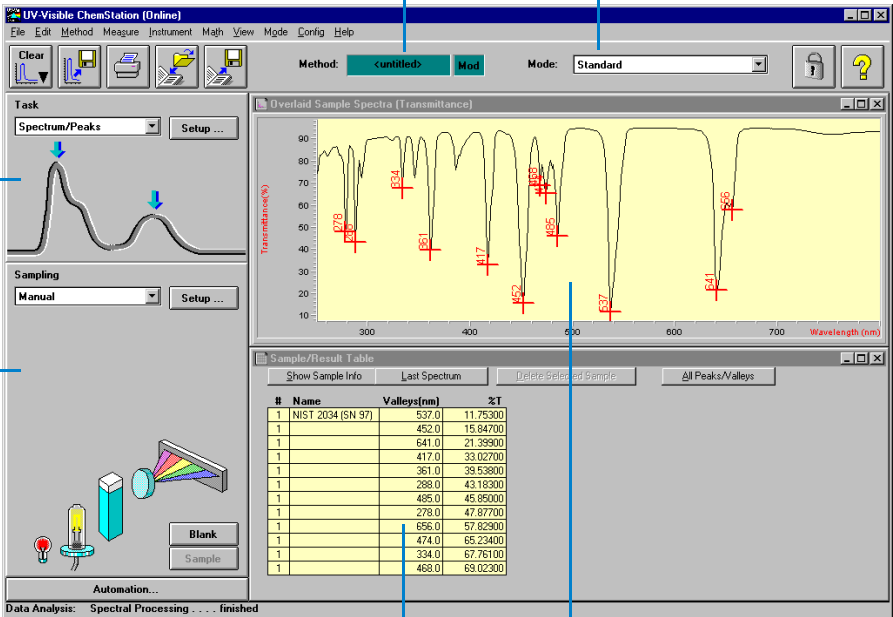 UV-Visible ChemStation (Online)
File Edit Method Measure Instrument Math View Mode Config Help
Clear
Method: <untitled> Mod Mode: Standard
Task
Spectrum/Peaks Setup ...
Sampling
Manual Setup ...
Blank
Sample
Automation...
Overlaid Sample Spectra (Transmittance)
Transmittance(%)
90
80
70
60
50
40
30
20
10
278
334
361
417
452
468
485
537
641
656
300 400 500 600 700 Wavelength (nm)
Sample/Result Table
Show Sample Info Last Spectrum Delete Selected Sample All Peaks/Valleys
# Name Valleys(nm) %T
1 NIST 2034 (SN 97) 537.0 11.75300
1 452.0 15.84700
1 641.0 21.39900
1 417.0 33.02700
1 361.0 39.53800
1 288.0 43.18300
1 485.0 45.85000
1 278.0 47.87700
1 656.0 57.82900
1 474.0 65.23400
1 334.0 67.76100
1 468.0 69.02300
Data Analysis: Spectral Processing . . . . finished